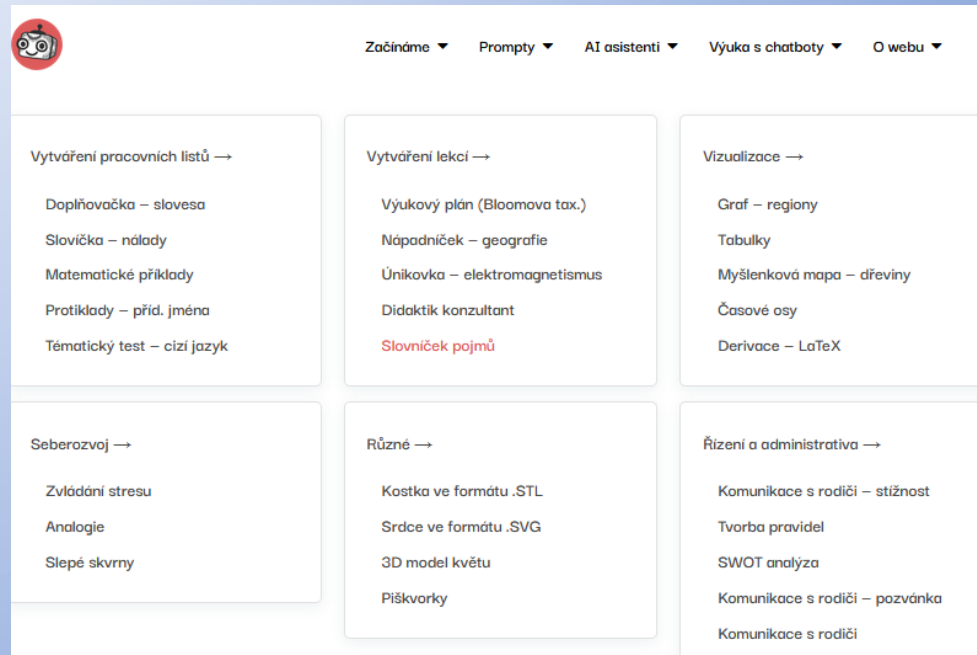 Začínáme ▼ Prompty ▼ AI asistenti ▼ Výuka s chatboty ▼ O webu ▼
Vytváření pracovních listů →
Doplňovačka – slovesa
Slovíčka – nálady
Matematické příklady
Protiklady – příd. jména
Tématický test – cizí jazyk
Vytváření lekcí →
Výukový plán (Bloomova tax.)
Nápadníček – geografie
Únikovka – elektromagnetismus
Didaktik konzultant
Slovníček pojmů
Vizualizace →
Graf – regiony
Tabulky
Myšlenková mapa – dřeviny
Časové osy
Derivace – LaTeX
Seberozvoj →
Zvládání stresu
Analogie
Slepé skvrny
Různé →
Kostka ve formátu .STL
Srdce ve formátu .SVG
3D model květu
Piškvorky
Řízení a administrativa →
Komunikace s rodiči – stížnost
Tvorba pravidel
SWOT analýza
Komunikace s rodiči – pozvánka
Komunikace s rodiči